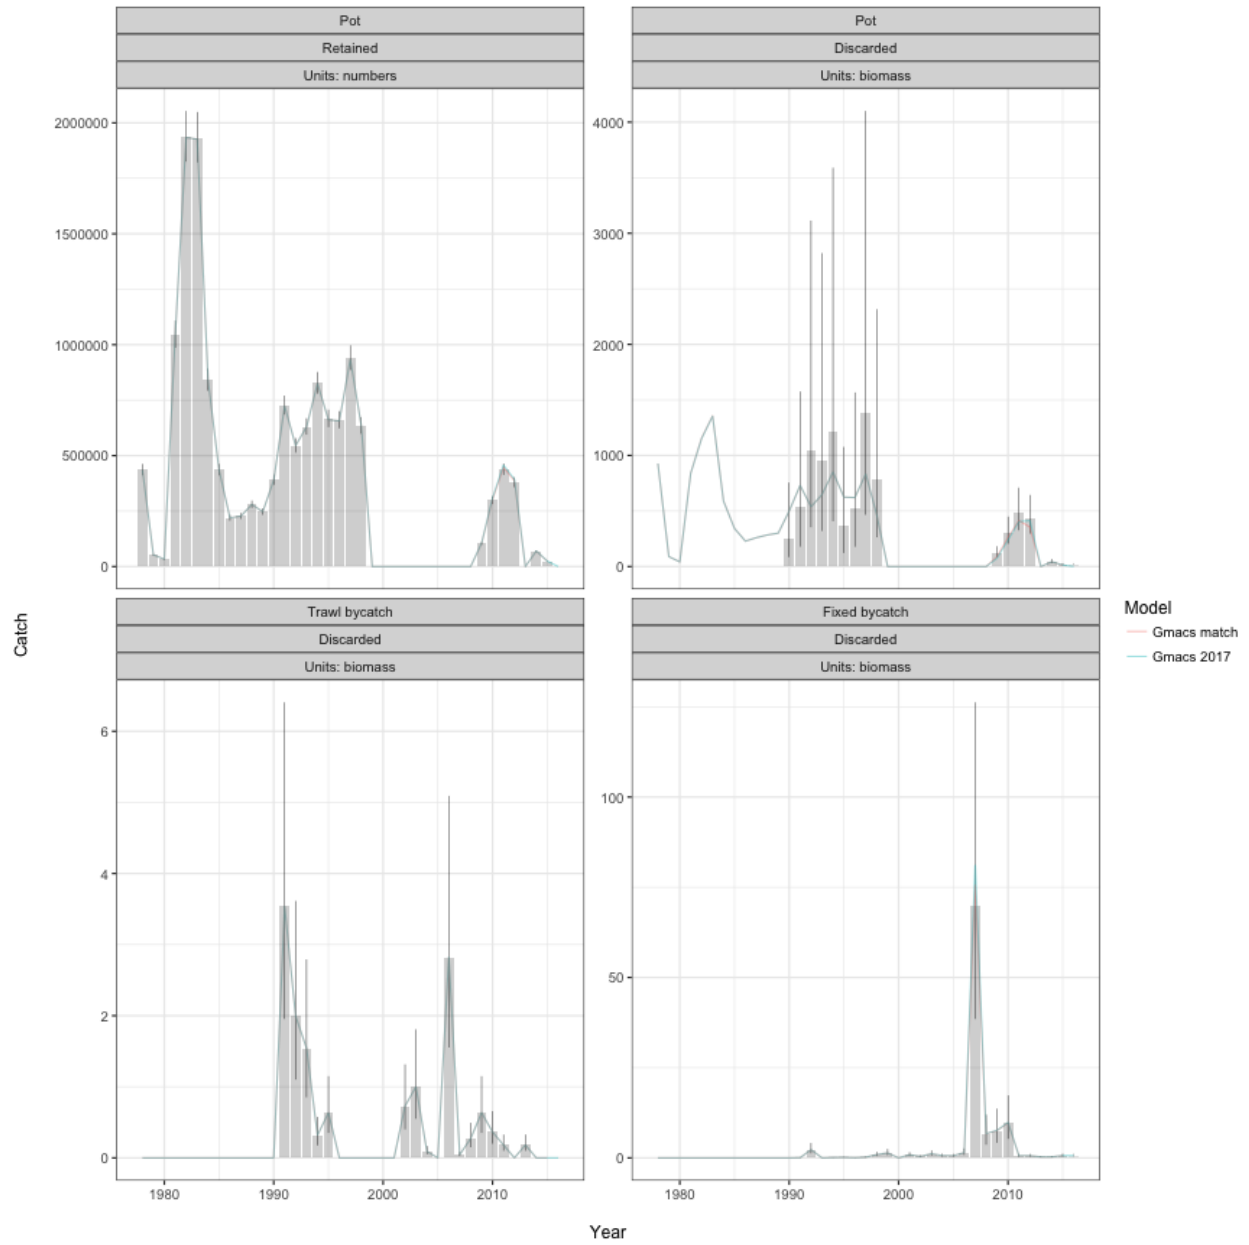 Pot
Retained
Units: numbers
2000000
1500000
1000000
500000
0
Pot
Discarded
Units: biomass
4000
3000
2000
1000
0
Trawl bycatch
Discarded
Units: biomass
6
4
2
0
1980 1990 2000 2010
Fixed bycatch
Discarded
Units: biomass
100
50
0
1980 1990 2000 2010
Catch
Year
Model
Gmacs match
Gmacs 2017